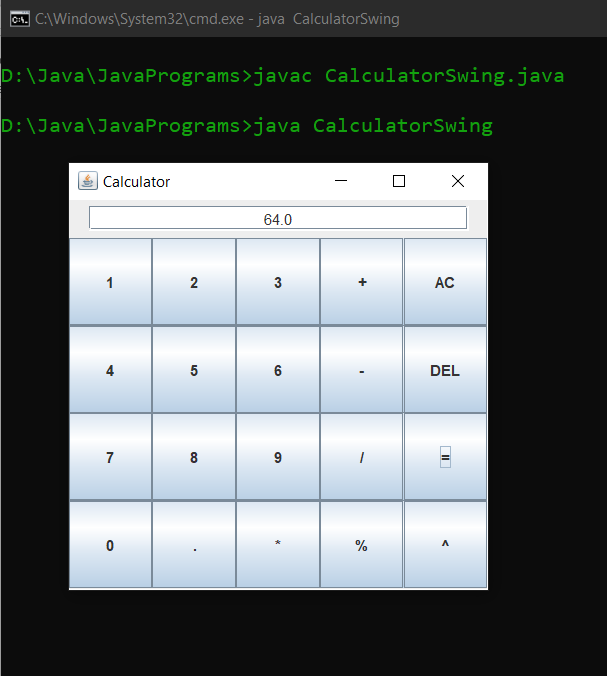 C:\Windows\System32\cmd.exe - java  CalculatorSwing
D:\Java\JavaPrograms>javac CalculatorSwing.java
D:\Java\JavaPrograms>java CalculatorSwing
Calculator
64.0
1 2 3 + AC
4 5 6 - DEL
7 8 9 / =
0 . * % ^